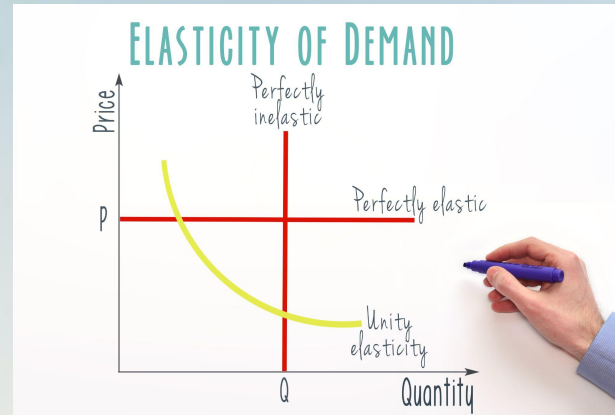 ELASTICITY OF DEMAND
Perfectly
inelastic
Price
Perfectly elastic
P
Unity
elasticity
Q
Quantity